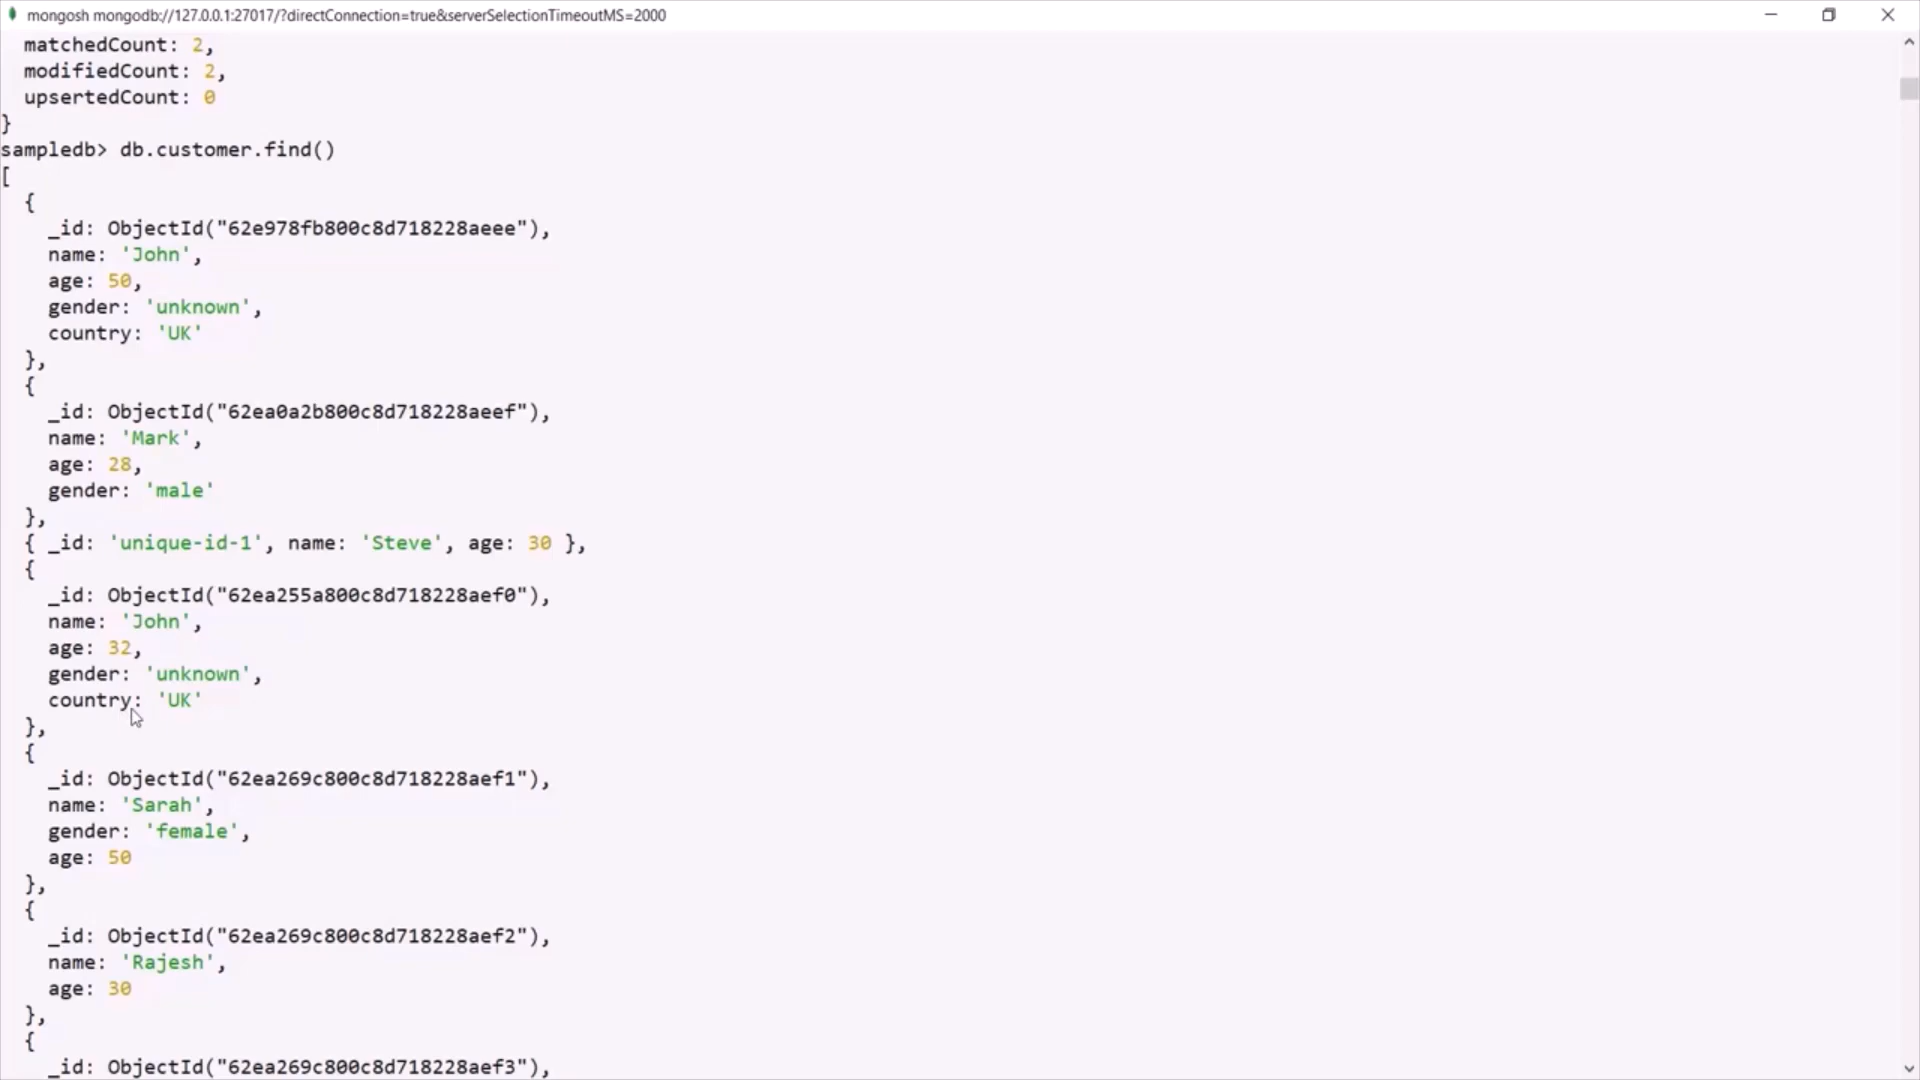 mongosh mongodb://127.0.0.1:27017/?directConnection=true&serverSelectionTimeoutMS=2000
  matchedCount: 2,
  modifiedCount: 2,
  upsertedCount: 0
}
sampledb> db.customer.find()
[
  {
    _id: ObjectId("62e978fb800c8d718228aeee"),
    name: 'John',
    age: 50,
    gender: 'unknown',
    country: 'UK'
  },
  {
    _id: ObjectId("62ea0a2b800c8d718228aeef"),
    name: 'Mark',
    age: 28,
    gender: 'male'
  },
  { _id: 'unique-id-1', name: 'Steve', age: 30 },
  {
    _id: ObjectId("62ea255a800c8d718228aef0"),
    name: 'John',
    age: 32,
    gender: 'unknown',
    country: 'UK'
  },
  {
    _id: ObjectId("62ea269c800c8d718228aef1"),
    name: 'Sarah',
    gender: 'female',
    age: 50
  },
  {
    _id: ObjectId("62ea269c800c8d718228aef2"),
    name: 'Rajesh',
    age: 30
  },
  {
    _id: ObjectId("62ea269c800c8d718228aef3"),